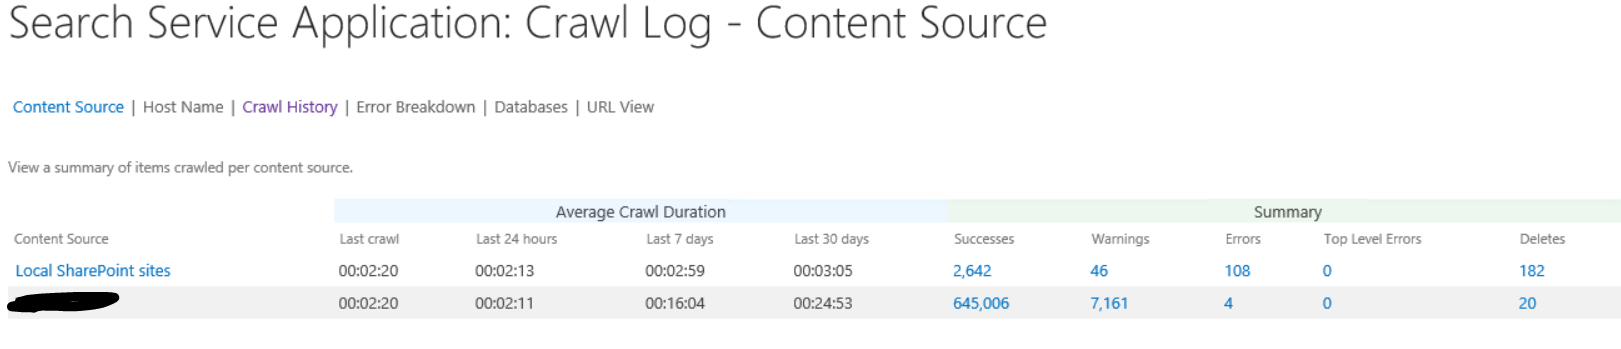 Search Service Application: Crawl Log - Content Source
Content Source | Host Name | Crawl History | Error Breakdown | Databases | URL View
View a summary of items crawled per content source.
Average Crawl Duration Summary
Content Source Last crawl Last 24 hours Last 7 days Last 30 days Successes Warnings Errors Top Level Errors Deletes
Local SharePoint sites 00:02:20 00:02:13 00:02:59 00:03:05 2,642 46 108 0 182
00:02:20 00:02:11 00:16:04 00:24:53 645,006 7,161 4 0 20